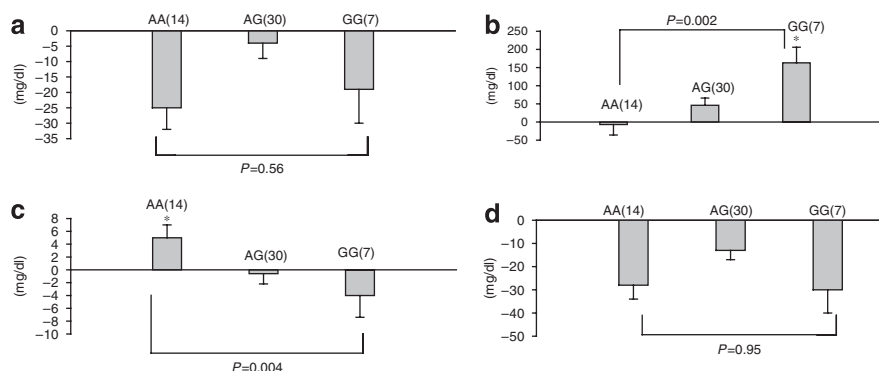 a
AA(14) AG(30) GG(7)
0
−5
−10
−15
−20
−25
−30
−35
(mg/dl)
P=0.56
b
P=0.002
GG(7)
*
AG(30)
AA(14)
250
200
150
100
50
0
−50
(mg/dl)
c
AA(14)
*
AG(30) GG(7)
8
6
4
2
0
−2
−4
−6
−8
−10
(mg/dl)
P=0.004
d
AA(14) AG(30) GG(7)
0
−10
−20
−30
−40
−50
(mg/dl)
P=0.95